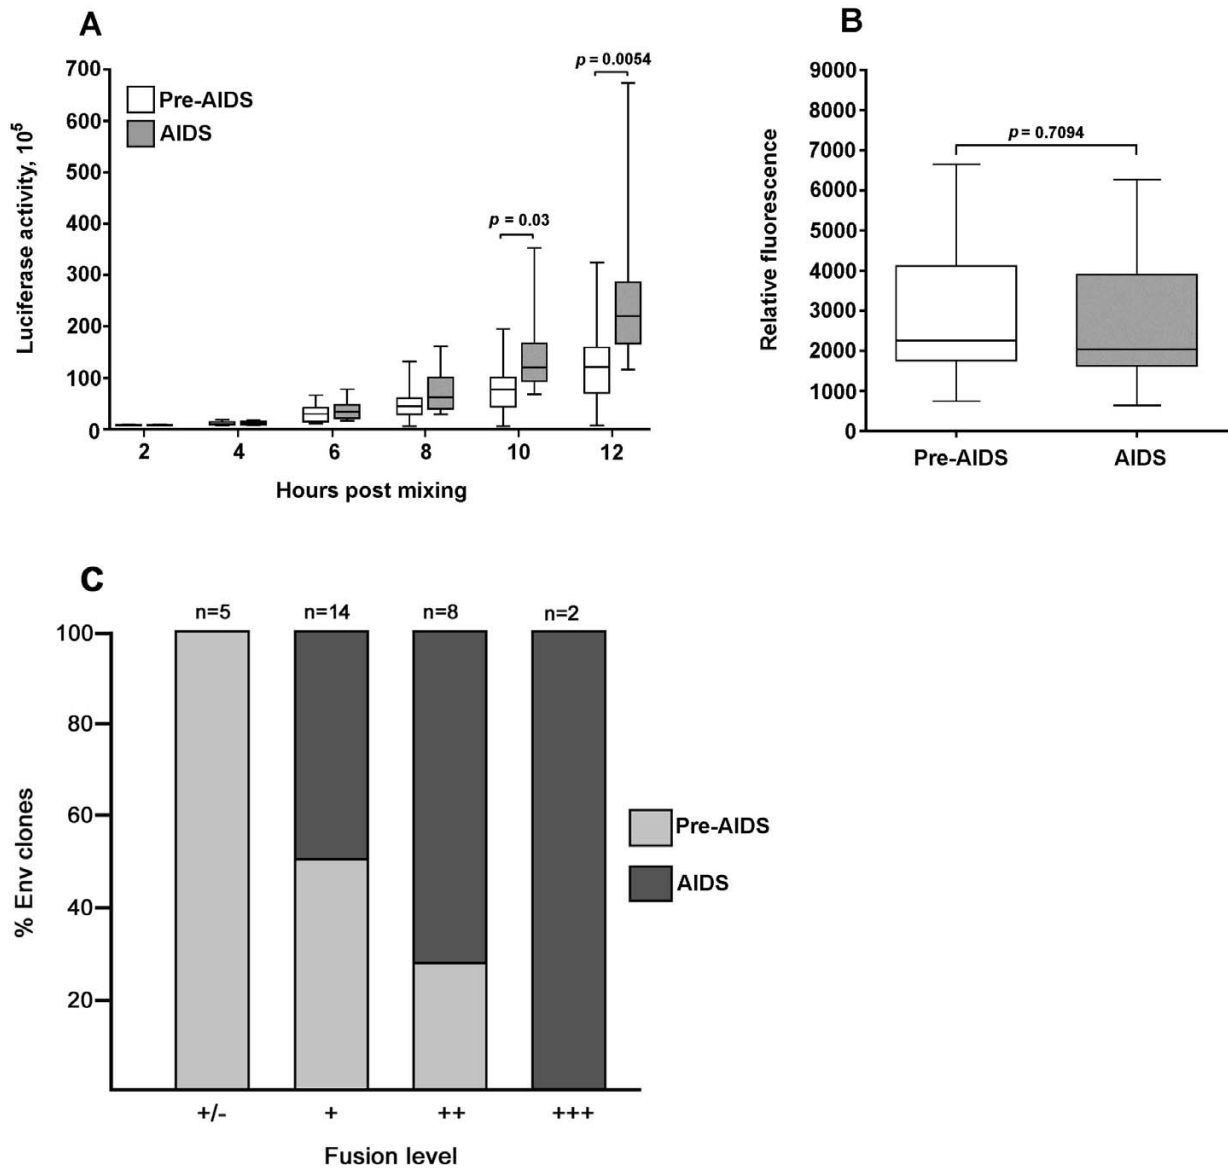 A
Luciferase activity, 10⁵
700
600
500
400
300
200
100
0
Pre-AIDS
AIDS
p = 0.03
p = 0.0054
2 4 6 8 10 12
Hours post mixing
B
Relative fluorescence
9000
8000
7000
6000
5000
4000
3000
2000
1000
0
p = 0.7094
Pre-AIDS AIDS
C
% Env clones
100
80
60
40
20
n=5 n=14 n=8 n=2
+/- + ++ +++
Fusion level
Pre-AIDS
AIDS